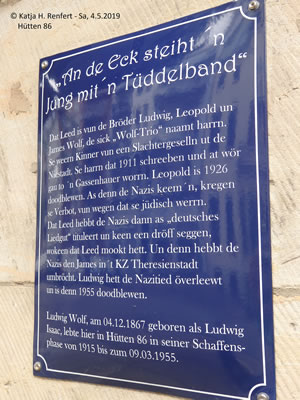 © Katja H. Renfert - Sa, 4.5.2019
Hütten 86
„An de Eck steiht ´n
Jung mit´n Tüddelband“
Dat Leed is vun de Bröder Ludwig, Leopold un
James Wolf, de sick „Wolf-Trio“ naamt harrn.
Se weern Kinner vun een Slachtergeselln ut de
Neestadt. Se harrn dat 1911 schreeben und at wör
gau to´n Gassenhauer worrn. Leopold is 1926
doodblewen. As denn de Nazis keem´n, kregen
se Verbot, vun wegen dat se jüdisch werrn.
Dat Leed hebbt de Nazis dann as „deutsches
Liedgut“ tituleert un keen een dröff seggen,
wokeen dat Leed mookt hett. Un denn hebbt de
Nazis den James in´t KZ Theresienstadt
umbröcht. Ludwig hett de Nazitied överleewt
un is denn 1955 doodblewen.
Ludwig Wolf, am 04.12.1867 geboren als Ludwig
Isaac, lebte hier in Hütten 86 in seiner Schaffens-
phase von 1915 bis zum 09.03.1955.